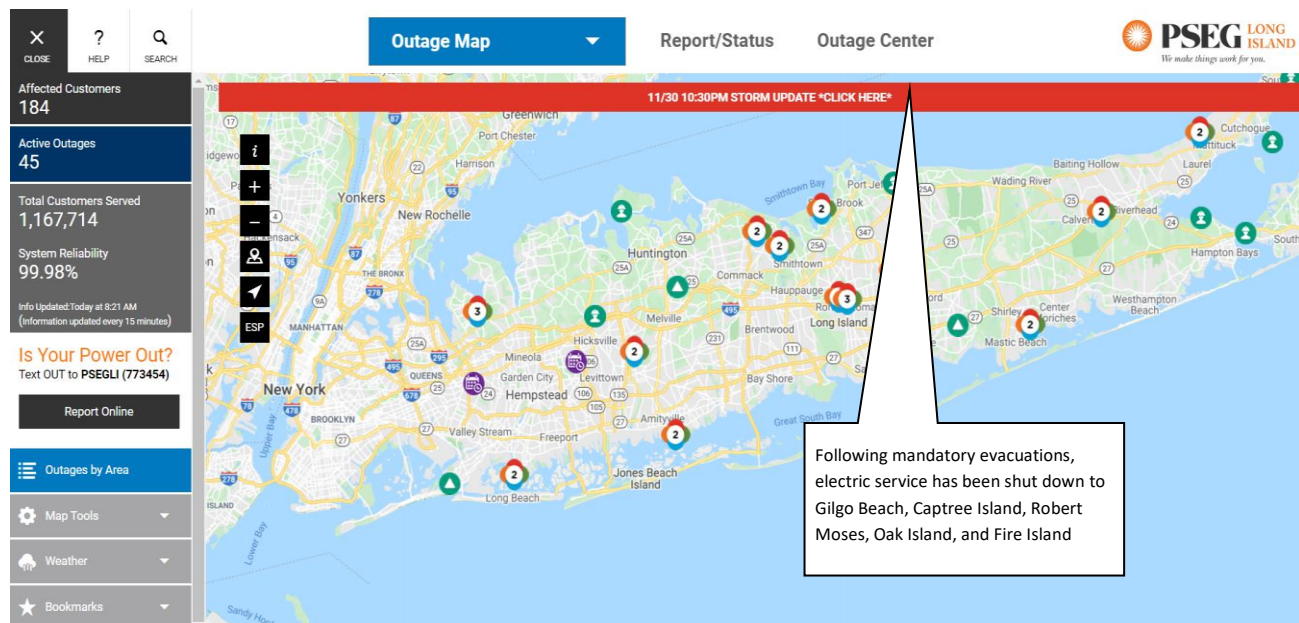 CLOSE
HELP
SEARCH
Outage Map
Report/Status
Outage Center
PSEG LONG ISLAND
We make things work for you.
Affected Customers
184
Active Outages
45
Total Customers Served
1,167,714
System Reliability
99.98%
Info Updated:Today at 8:21 AM
(Information updated every 15 minutes)
Is Your Power Out?
Text OUT to PSEGLI (773454)
Report Online
Outages by Area
Map Tools
Weather
Bookmarks
11/30 10:30PM STORM UPDATE *CLICK HERE*
i
+
−
ESP
Greenwich
Port Chester
Harrison
Yonkers
New Rochelle
THE BRONX
MANHATTAN
QUEENS
New York
BROOKLYN
Upper Bay
Lower Bay
ISLAND
Mineola
Garden City
Hempstead
Valley Stream
Freeport
Long Beach
Jones Beach
Island
Levittown
Hicksville
Melville
Huntington
Commack
Smithtown
Smithtown Bay
Hauppauge
Brentwood
Long Island
Bay Shore
Great South Bay
Brook
Wading River
Baiting Hollow
Riverhead
Laurel
Cutchogue
Hampton Bays
Westhampton
Beach
Shirley
Center
Mastic Beach
Following mandatory evacuations,
electric service has been shut down to
Gilgo Beach, Captree Island, Robert
Moses, Oak Island, and Fire Island